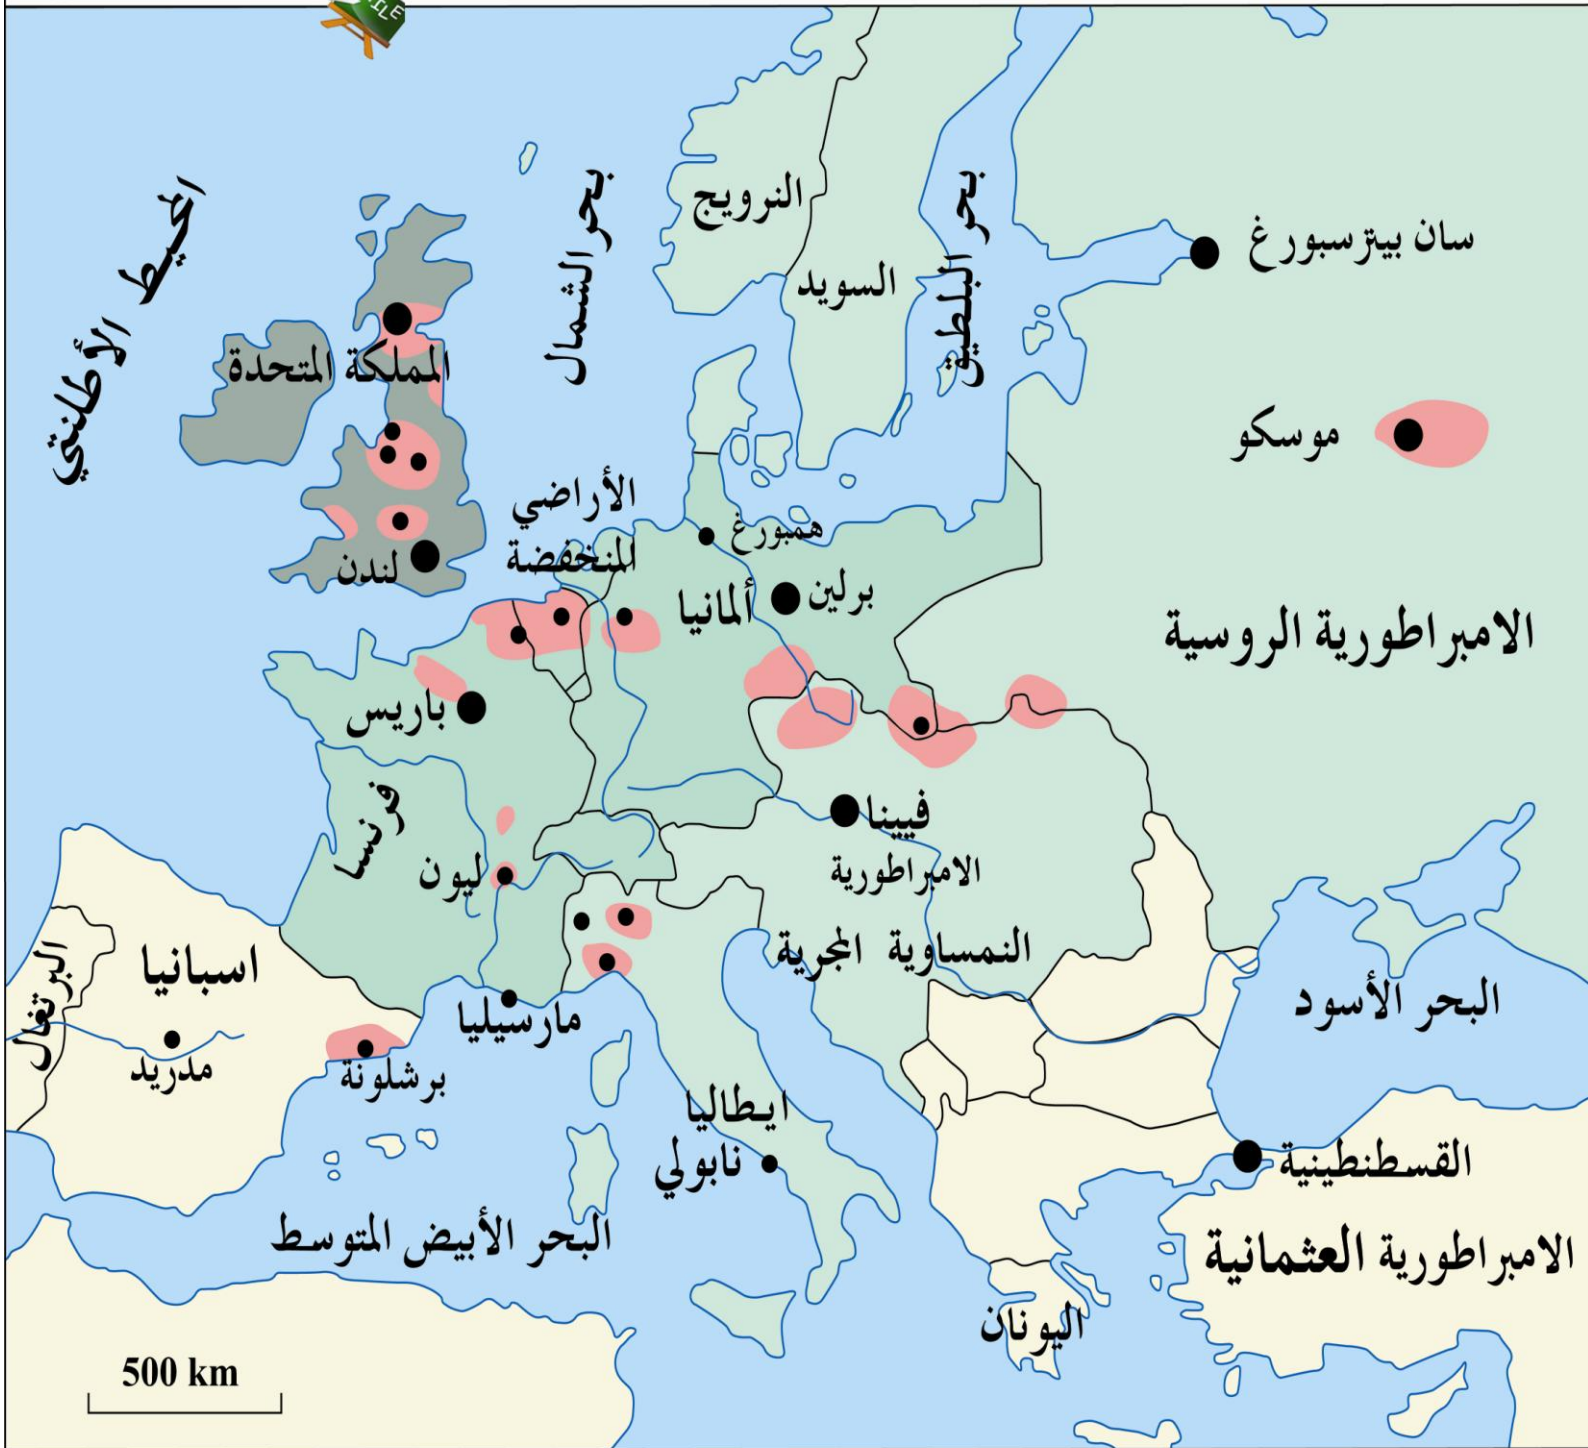 النرويج
السويد
بحر الشمال
بحر البلطيق
المحيط الأطلنتي
سان بيترسبورغ
المملكة المتحدة
موسكو
الأراضي
المنخفضة
همبورغ
لندن
ألمانيا
برلين
الامبراطورية الروسية
باريس
فرنسا
فيينا
ليون
الامبراطورية
النمساوية المجرية
البرتغال
اسبانيا
مارسيليا
البحر الأسود
مدريد
برشلونة
ايطاليا
نابولي
القسطنطينية
البحر الأبيض المتوسط
الامبراطورية العثمانية
اليونان
500 km